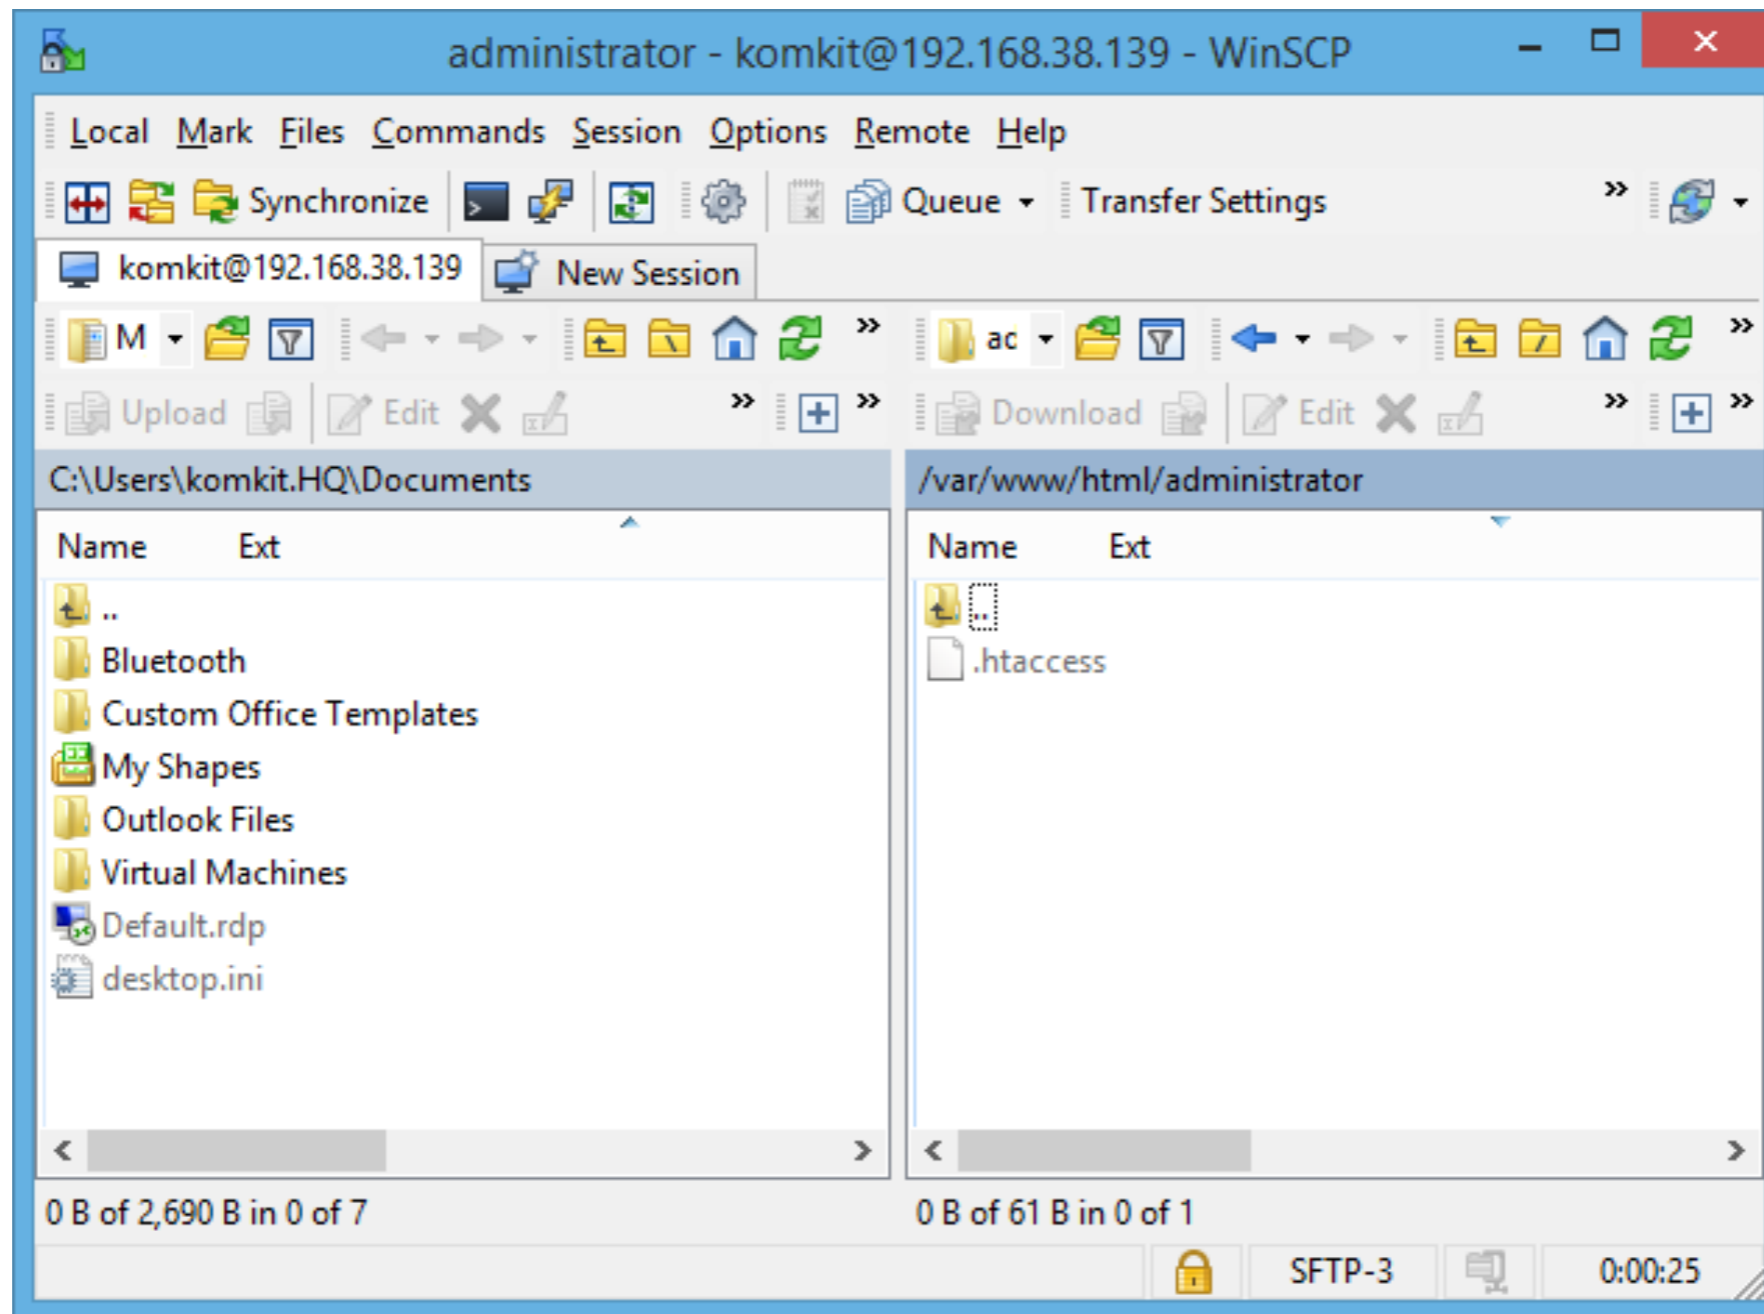 administrator - komkit@192.168.38.139 - WinSCP
Local Mark Files Commands Session Options Remote Help
Synchronize Queue Transfer Settings
komkit@192.168.38.139 New Session
M ac
Upload Edit Download Edit
C:\Users\komkit.HQ\Documents
Name Ext
..
Bluetooth
Custom Office Templates
My Shapes
Outlook Files
Virtual Machines
Default.rdp
desktop.ini
0 B of 2,690 B in 0 of 7
/var/www/html/administrator
Name Ext
..
.htaccess
0 B of 61 B in 0 of 1
SFTP-3 0:00:25